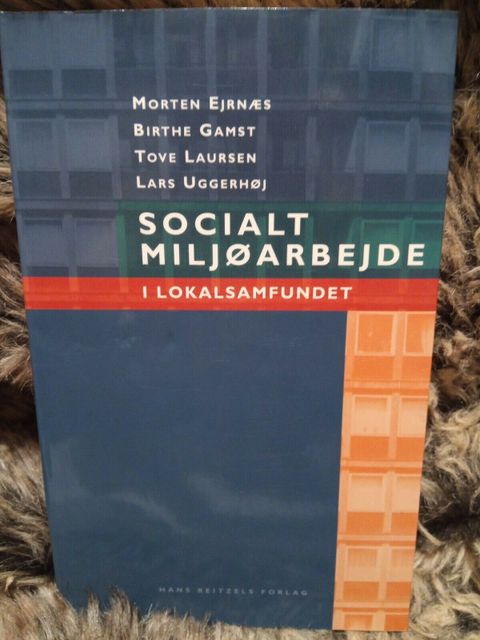 MORTEN EJRNÆS
BIRTHE GAMST
TOVE LAURSEN
LARS UGGERHØJ
SOCIALT
MILJØARBEJDE
I LOKALSAMFUNDET
HANS REITZELS FORLAG